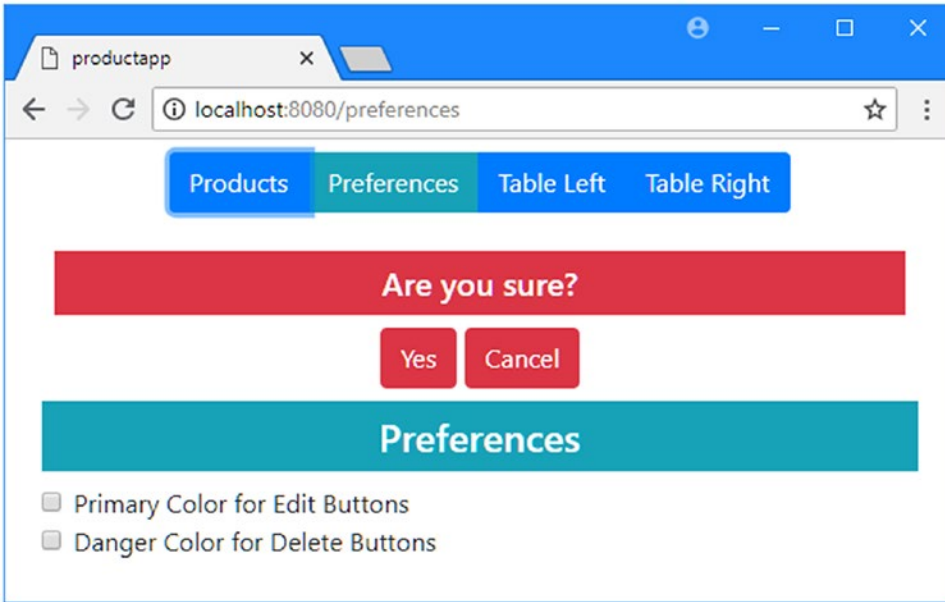 productapp
localhost:8080/preferences
Products Preferences Table Left Table Right
Are you sure?
Yes Cancel
Preferences
Primary Color for Edit Buttons
Danger Color for Delete Buttons